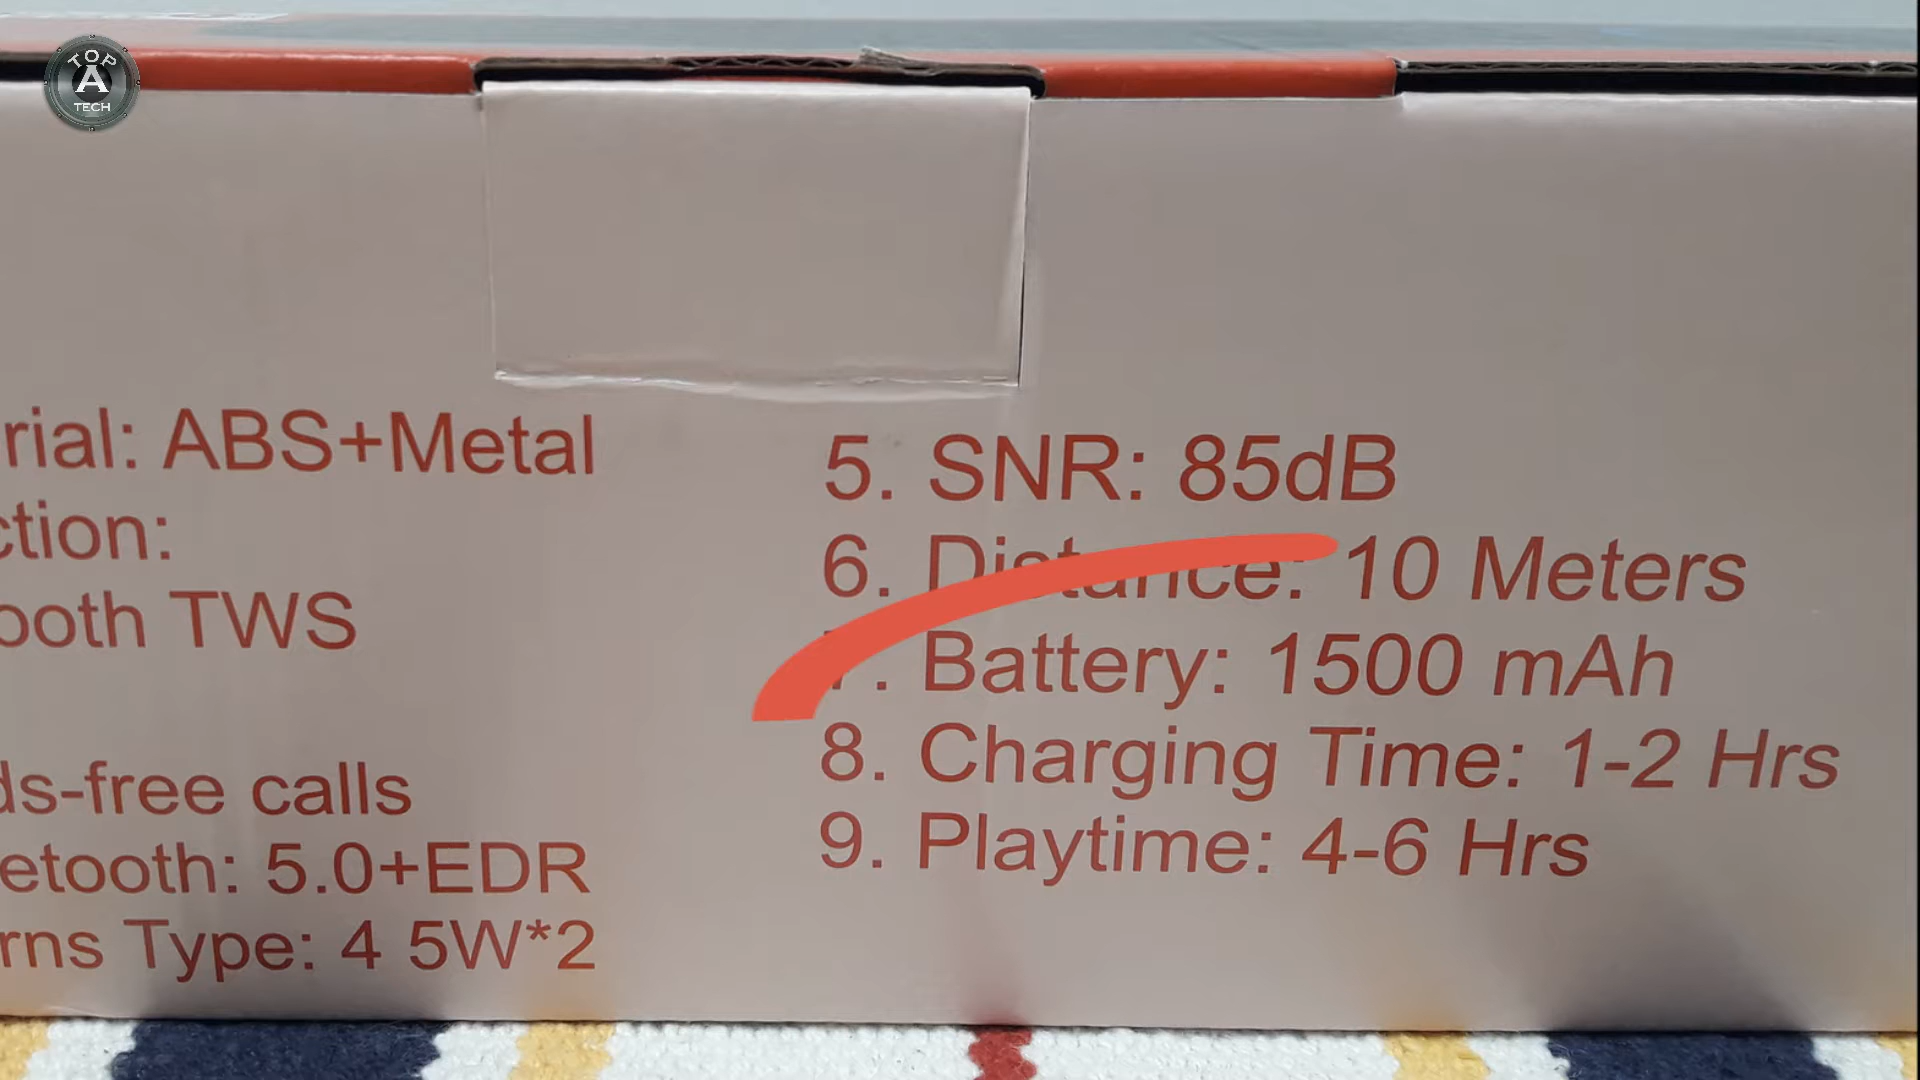 TOP
A
TECH
rial: ABS+Metal
ction:
ooth TWS
ds-free calls
etooth: 5.0+EDR
rns Type: 4 5W*2
5. SNR: 85dB
6. Distance: 10 Meters
7. Battery: 1500 mAh
8. Charging Time: 1-2 Hrs
9. Playtime: 4-6 Hrs